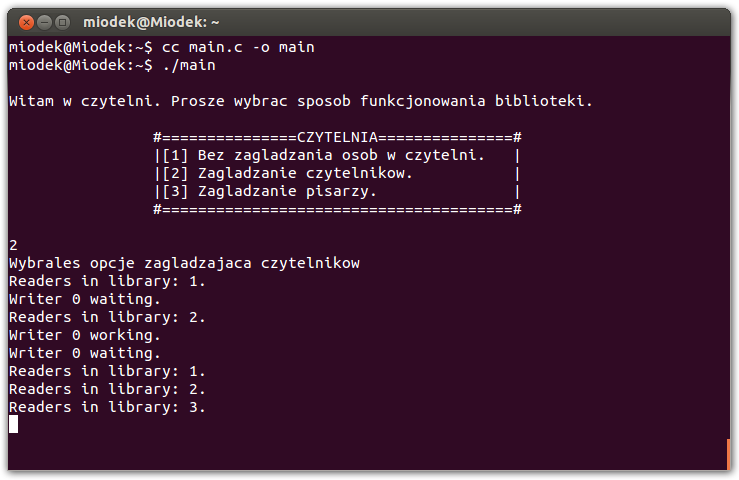 miodek@Miodek: ~
miodek@Miodek:~$ cc main.c -o main
miodek@Miodek:~$ ./main
Witam w czytelni. Prosze wybrac sposob funkcjonowania biblioteki.
#===============CZYTELNIA===============#
|[1] Bez zagladzania osob w czytelni.   |
|[2] Zagladzanie czytelnikow.           |
|[3] Zagladzanie pisarzy.               |
#=======================================#
2
Wybrales opcje zagladzajaca czytelnikow
Readers in library: 1.
Writer 0 waiting.
Readers in library: 2.
Writer 0 working.
Writer 0 waiting.
Readers in library: 1.
Readers in library: 2.
Readers in library: 3.